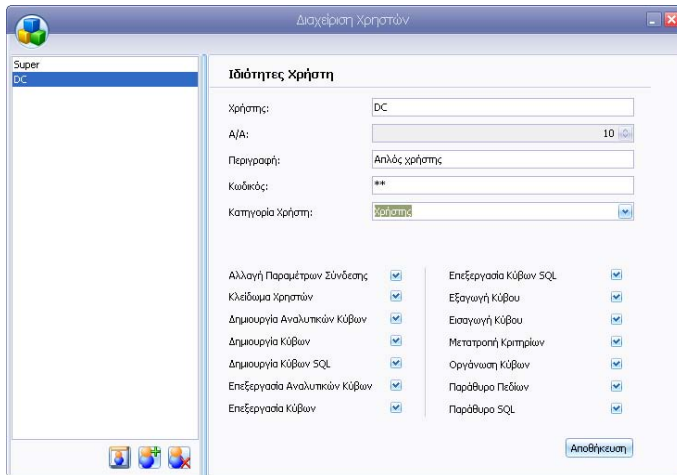 Διαχείριση Χρηστών
Super
DC
Ιδιότητες Χρήστη
Χρήστης: DC
Α/Α: 10
Περιγραφή: Απλός χρήστης
Κωδικός: **
Κατηγορία Χρήστη: Χρήστης
Αλλαγή Παραμέτρων Σύνδεσης
Κλείδωμα Χρηστών
Δημιουργία Αναλυτικών Κύβων
Δημιουργία Κύβων
Δημιουργία Κύβων SQL
Επεξεργασία Αναλυτικών Κύβων
Επεξεργασία Κύβων
Επεξεργασία Κύβων SQL
Εξαγωγή Κύβου
Εισαγωγή Κύβου
Μετατροπή Κριτηρίων
Οργάνωση Κύβων
Παράθυρο Πεδίων
Παράθυρο SQL
Αποθήκευση